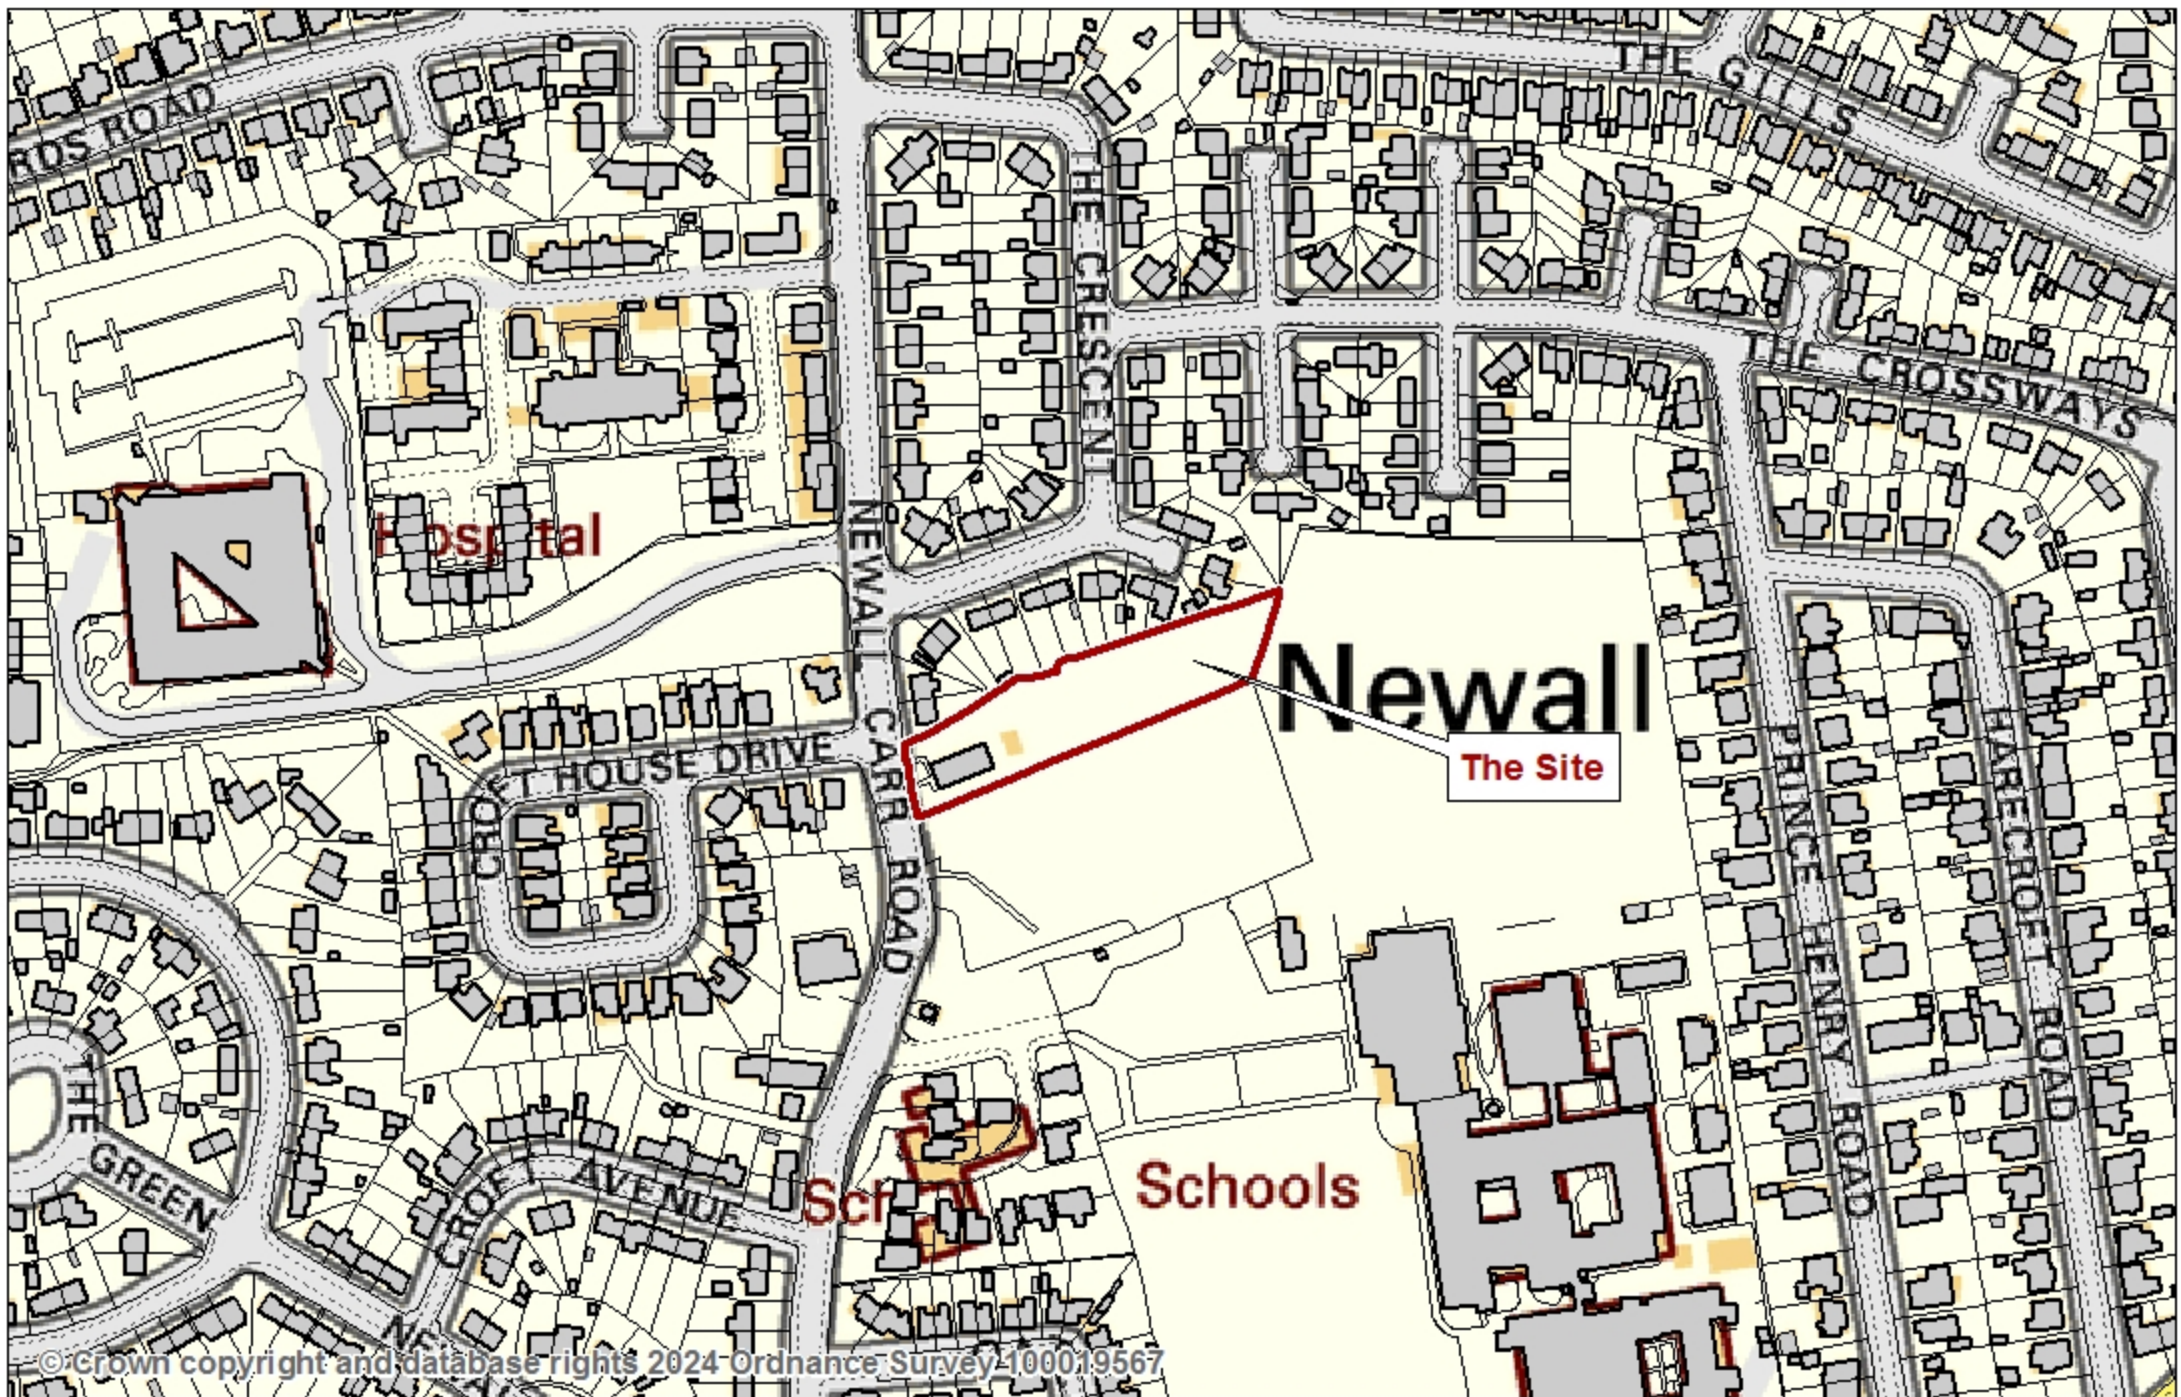 RDS ROAD
THE GILLS
THE CRESCENT
THE CROSSWAYS
Hospital
NEWALL CARR ROAD
Newall
The Site
CROFT HOUSE DRIVE
PRINCE HENRY ROAD
HARECROFT ROAD
THE GREEN
CROFT AVENUE
Schools
© Crown copyright and database rights 2024 Ordnance Survey 100019567